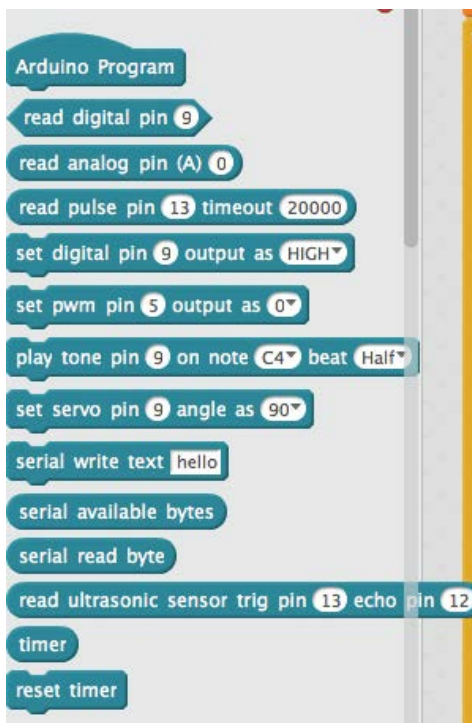 Arduino Program
read digital pin 9
read analog pin (A) 0
read pulse pin 13 timeout 20000
set digital pin 9 output as HIGH
set pwm pin 5 output as 0
play tone pin 9 on note C4 beat Half
set servo pin 9 angle as 90
serial write text hello
serial available bytes
serial read byte
read ultrasonic sensor trig pin 13 echo pin 12
timer
reset timer